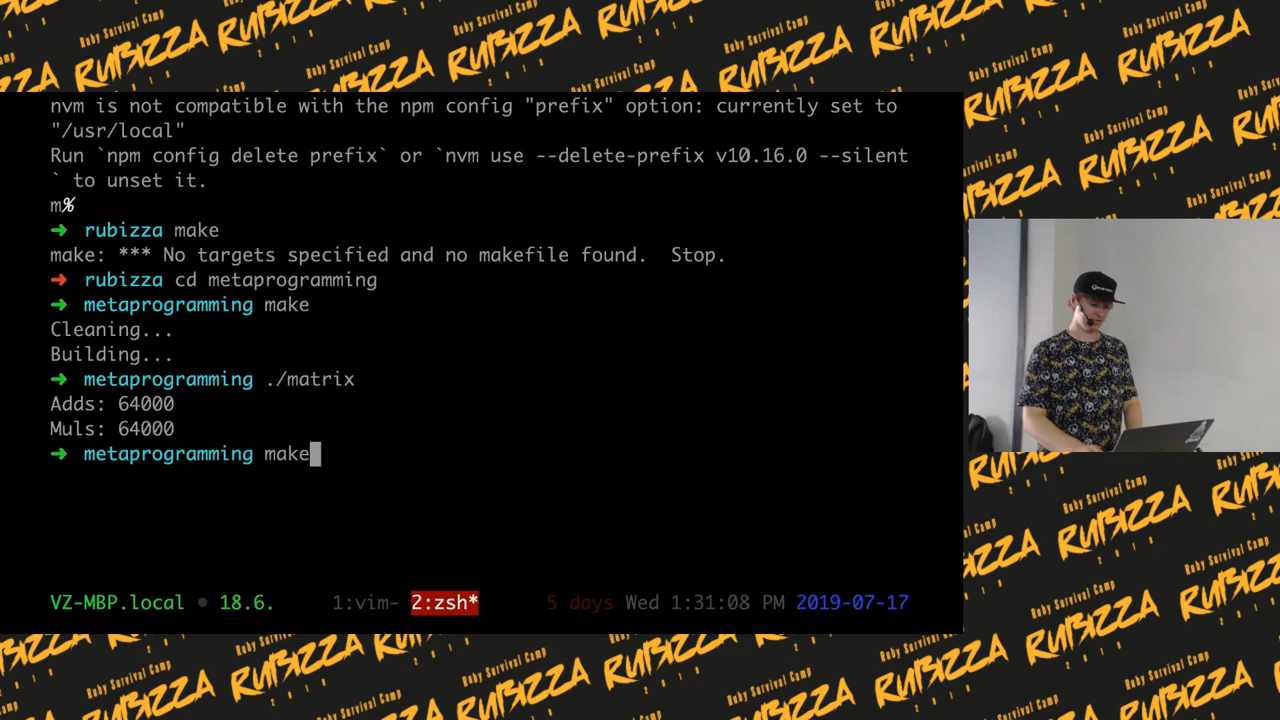 Ruby Survival Camp
RUBIZZA
2019
nvm is not compatible with the npm config "prefix" option: currently set to
"/usr/local"
Run `npm config delete prefix` or `nvm use --delete-prefix v10.16.0 --silent
` to unset it.
m%
➜ rubizza make
make: *** No targets specified and no makefile found.  Stop.
➜ rubizza cd metaprogramming
➜ metaprogramming make
Cleaning...
Building...
➜ metaprogramming ./matrix
Adds: 64000
Muls: 64000
➜ metaprogramming make
VZ-MBP.local • 18.6. 1:vim- 2:zsh* 5 days Wed 1:31:08 PM 2019-07-17